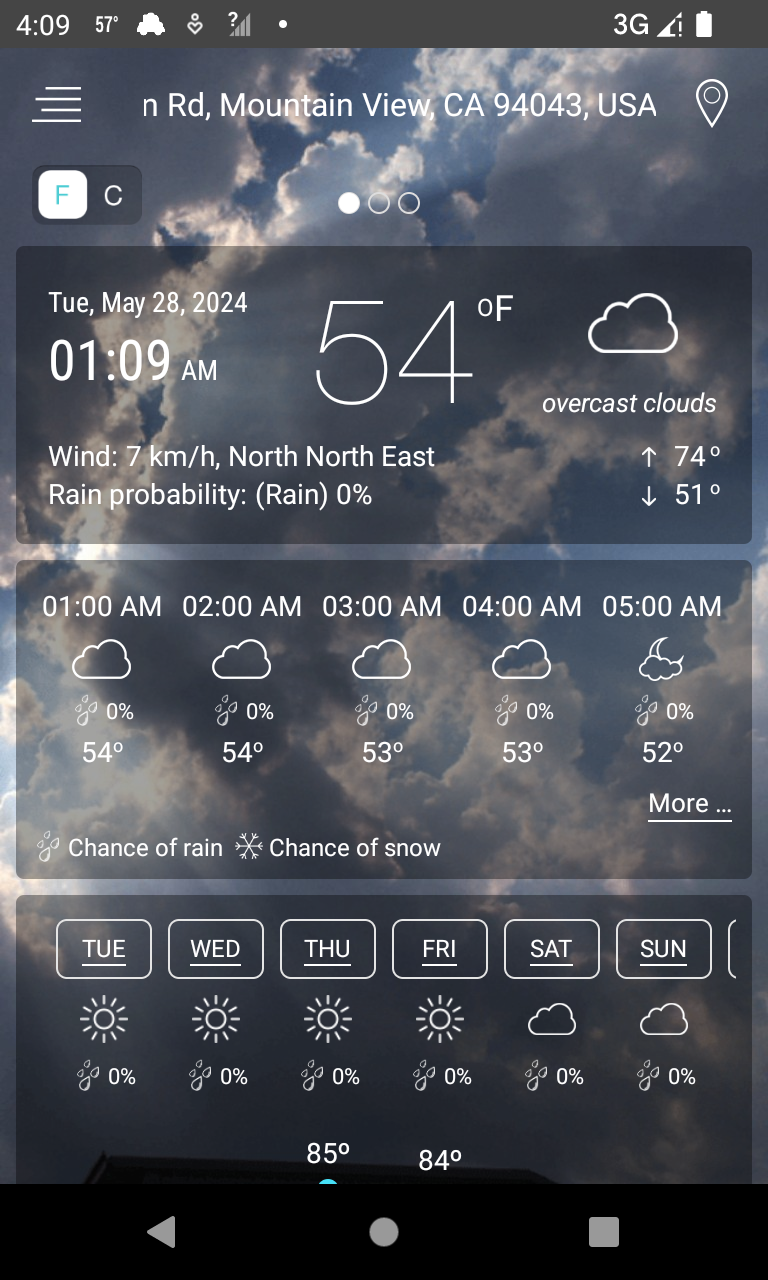 4:09 57° ? 3G
n Rd, Mountain View, CA 94043, USA
F C
Tue, May 28, 2024
01:09 AM
54 °F
overcast clouds
Wind: 7 km/h, North North East ↑ 74°
Rain probability: (Rain) 0% ↓ 51°
01:00 AM 02:00 AM 03:00 AM 04:00 AM 05:00 AM
0% 0% 0% 0% 0%
54° 54° 53° 53° 52°
More ...
Chance of rain Chance of snow
TUE WED THU FRI SAT SUN
0% 0% 0% 0% 0% 0%
85° 84°